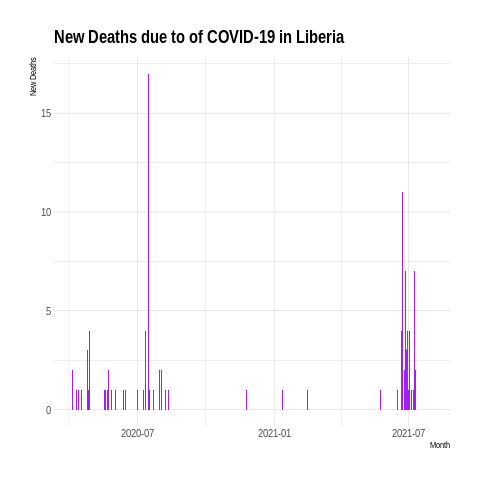 New Deaths due to of COVID-19 in Liberia
New Deaths
15
10
5
0
2020-07
2021-01
2021-07
Month